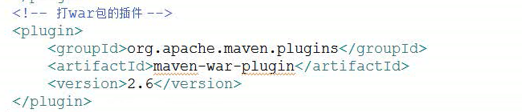 <!-- 打war包的插件 -->
<plugin>
<groupId>org.apache.maven.plugins</groupId>
<artifactId>maven-war-plugin</artifactId>
<version>2.6</version>
</plugin>